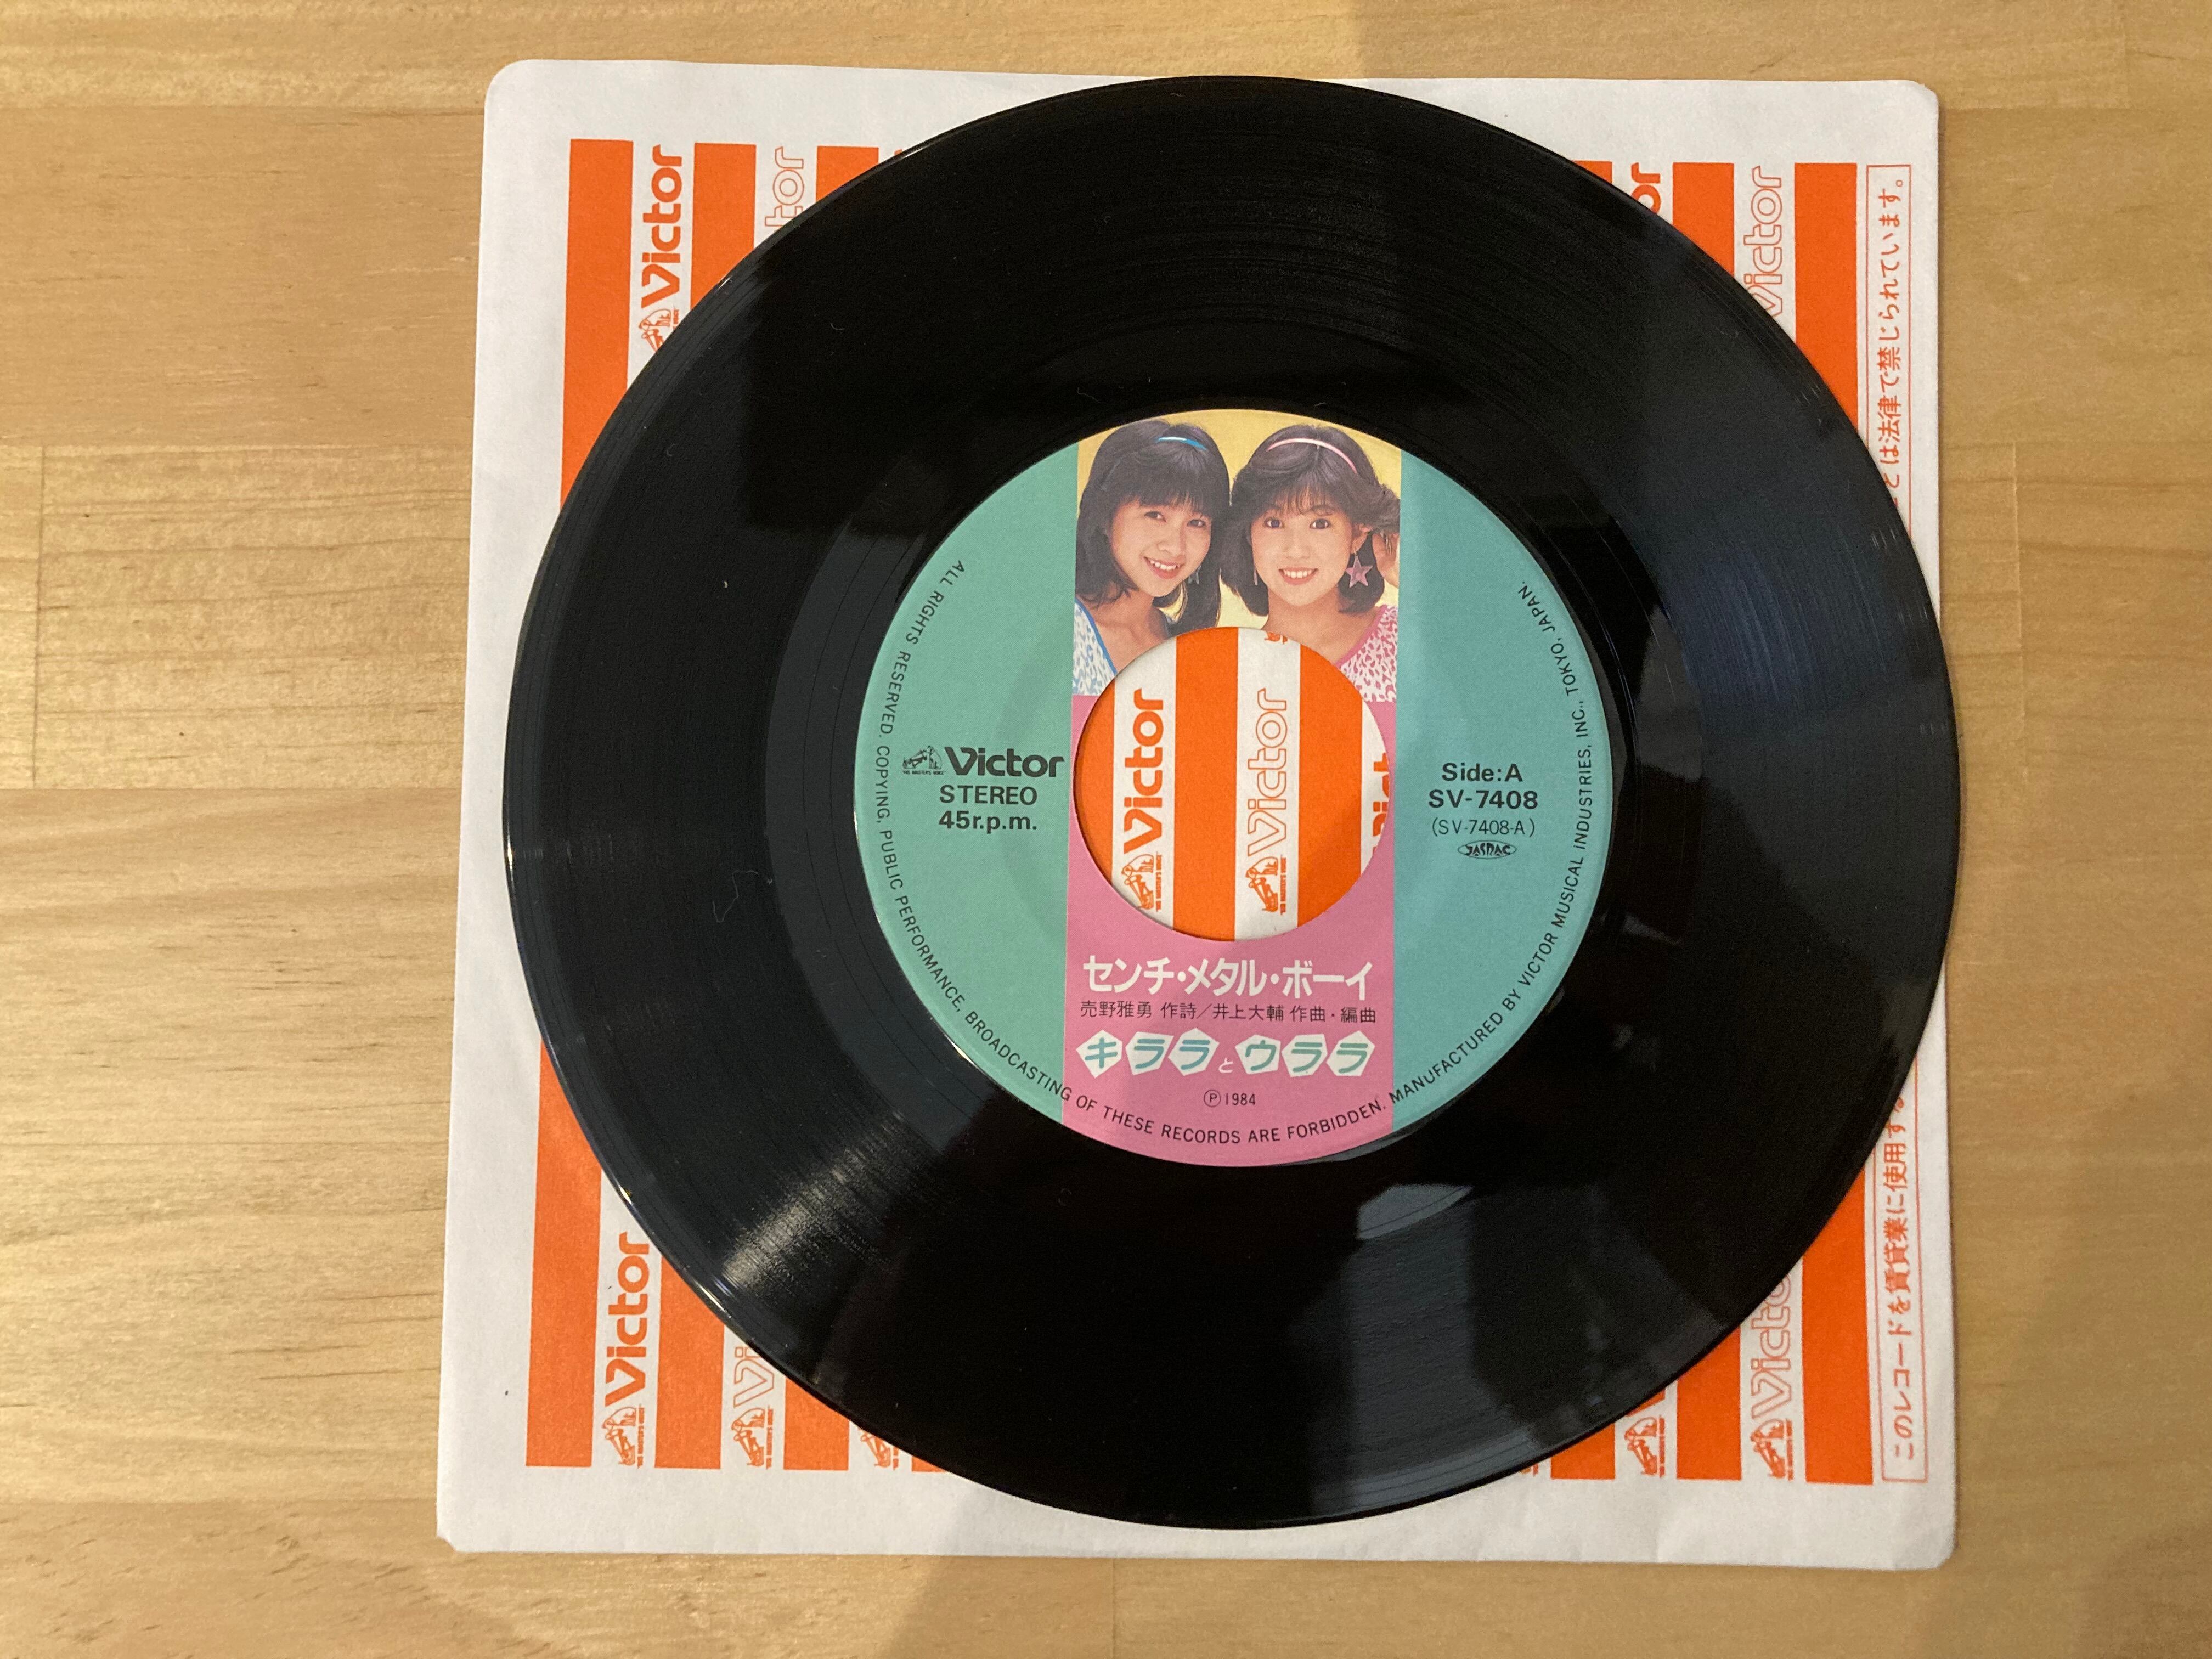 Victor
Victor
"HIS MASTER'S VOICE"
Victor
STEREO
45r.p.m.
Side:A
SV-7408
(SV-7408-A)
JASRAC
Victor
Victor
センチ・メタル・ボーイ
売野雅勇 作詩/井上大輔 作曲・編曲
キララとウララ
Ⓟ1984
ALL RIGHTS RESERVED. COPYING, PUBLIC PERFORMANCE, BROADCASTING OF THESE RECORDS ARE FORBIDDEN. MANUFACTURED BY VICTOR MUSICAL INDUSTRIES, INC., TOKYO, JAPAN.
Victor
Victor
このレコードを賃貸業に使用する
とは法律で禁じられています。